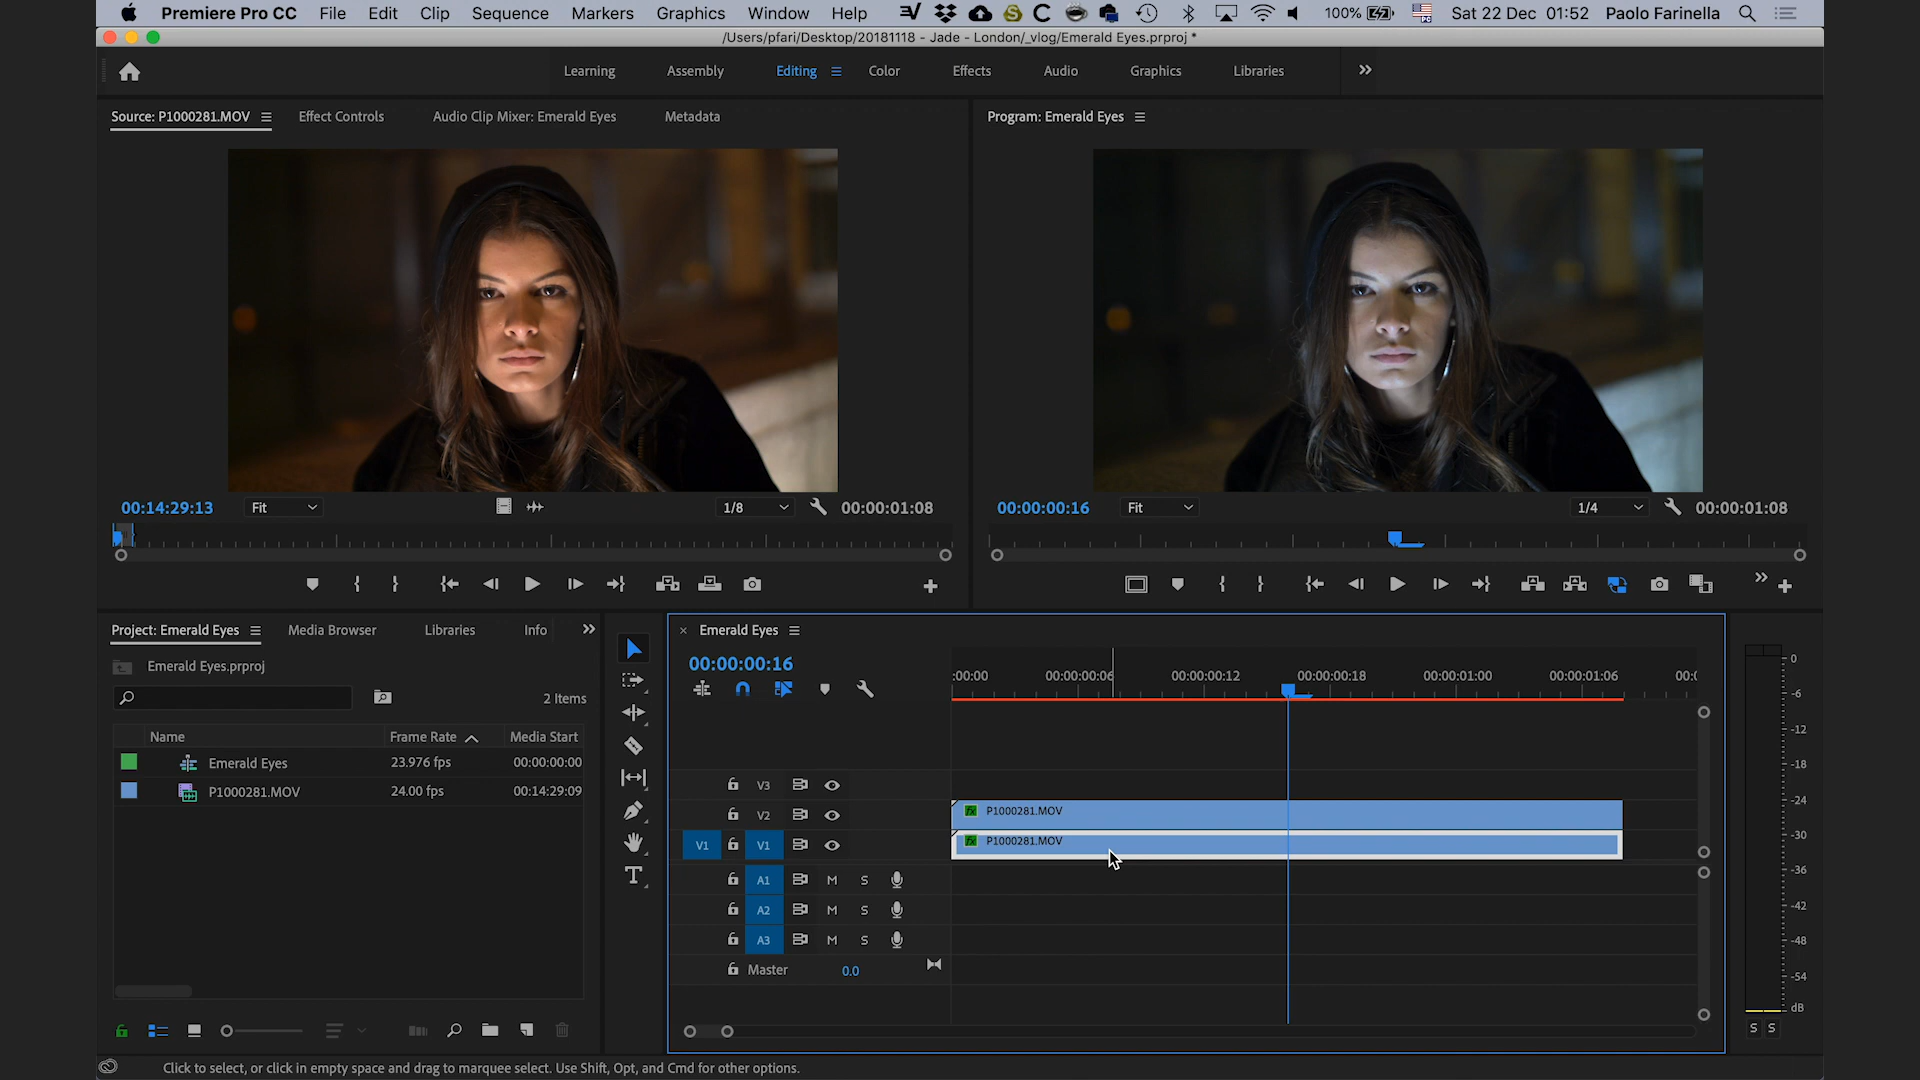 Premiere Pro CC File Edit Clip Sequence Markers Graphics Window Help 100% Sat 22 Dec 01:52 Paolo Farinella
/Users/pfari/Desktop/20181118 - Jade - London/_vlog/Emerald Eyes.prproj *
Learning Assembly Editing Color Effects Audio Graphics Libraries
Source: P1000281.MOV Effect Controls Audio Clip Mixer: Emerald Eyes Metadata
Program: Emerald Eyes
00:14:29:13 Fit 1/8 00:00:01:08
00:00:00:16 Fit 1/4 00:00:01:08
Project: Emerald Eyes Media Browser Libraries Info
Emerald Eyes.prproj
2 Items
Name Frame Rate Media Start
Emerald Eyes 23.976 fps 00:00:00:00
P1000281.MOV 24.00 fps 00:14:29:09
Emerald Eyes
00:00:00:16
:00:00 00:00:00:06 00:00:00:12 00:00:00:18 00:00:01:00 00:00:01:06 00:0
V3
V2 P1000281.MOV
V1 V1 P1000281.MOV
A1 M S
A2 M S
A3 M S
Master 0.0
0
-6
-12
-18
-24
-30
-36
-42
-48
-54
dB
S S
Click to select, or click in empty space and drag to marquee select. Use Shift, Opt, and Cmd for other options.